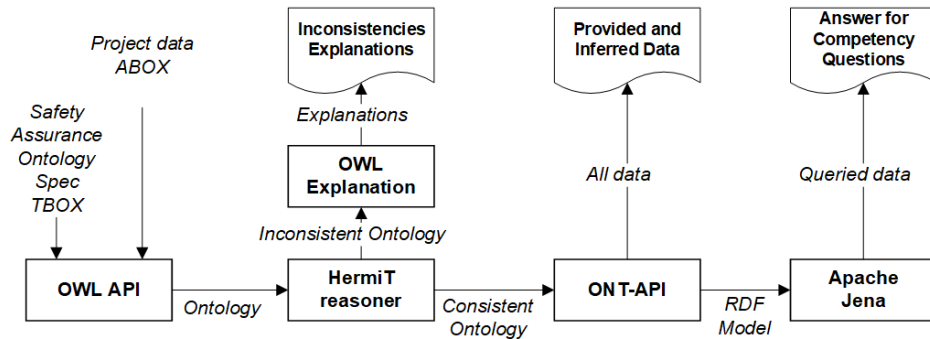 Inconsistencies
Explanations
Provided and
Inferred Data
Answer for
Competency
Questions
Project data
ABOX
Safety
Assurance
Ontology
Spec
TBOX
Explanations
OWL
Explanation
All data
Queried data
Inconsistent Ontology
OWL API
Ontology
HermiT
reasoner
Consistent
Ontology
ONT-API
RDF
Model
Apache
Jena